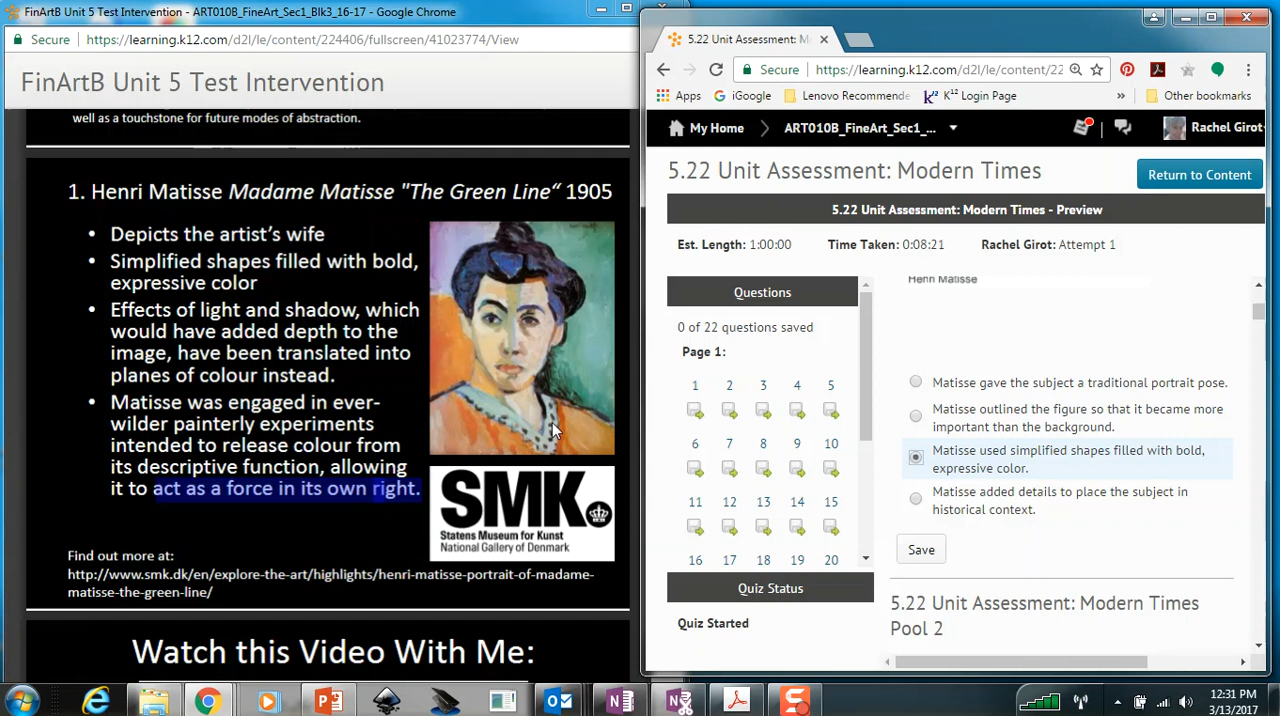 FinArtB Unit 5 Test Intervention - ART010B_FineArt_Sec1_Blk3_16-17 - Google Chrome
Secure
https://learning.k12.com/d2l/le/content/224406/fullscreen/41023774/View
FinArtB Unit 5 Test Intervention
well as a touchstone for future modes of abstraction.
1. Henri Matisse Madame Matisse "The Green Line“ 1905
• Depicts the artist’s wife
• Simplified shapes filled with bold,
expressive color
• Effects of light and shadow, which
would have added depth to the
image, have been translated into
planes of colour instead.
• Matisse was engaged in ever-
wilder painterly experiments
intended to release colour from
its descriptive function, allowing
it to act as a force in its own right.
SMK
Statens Museum for Kunst
National Gallery of Denmark
Find out more at:
http://www.smk.dk/en/explore-the-art/highlights/henri-matisse-portrait-of-madame-
matisse-the-green-line/
Watch this Video With Me:
5.22 Unit Assessment: M
Secure
https://learning.k12.com/d2l/le/content/22
Apps
iGoogle
Lenovo Recommende
K12 Login Page
»
Other bookmarks
My Home
ART010B_FineArt_Sec1_...
Rachel Girot
5.22 Unit Assessment: Modern Times
Return to Content
5.22 Unit Assessment: Modern Times - Preview
Est. Length: 1:00:00
Time Taken: 0:08:21
Rachel Girot: Attempt 1
Questions
0 of 22 questions saved
Page 1:
1 2 3 4 5
6 7 8 9 10
11 12 13 14 15
16 17 18 19 20
Quiz Status
Quiz Started
Henri Matisse
Matisse gave the subject a traditional portrait pose.
Matisse outlined the figure so that it became more
important than the background.
Matisse used simplified shapes filled with bold,
expressive color.
Matisse added details to place the subject in
historical context.
Save
5.22 Unit Assessment: Modern Times
Pool 2
12:31 PM
3/13/2017